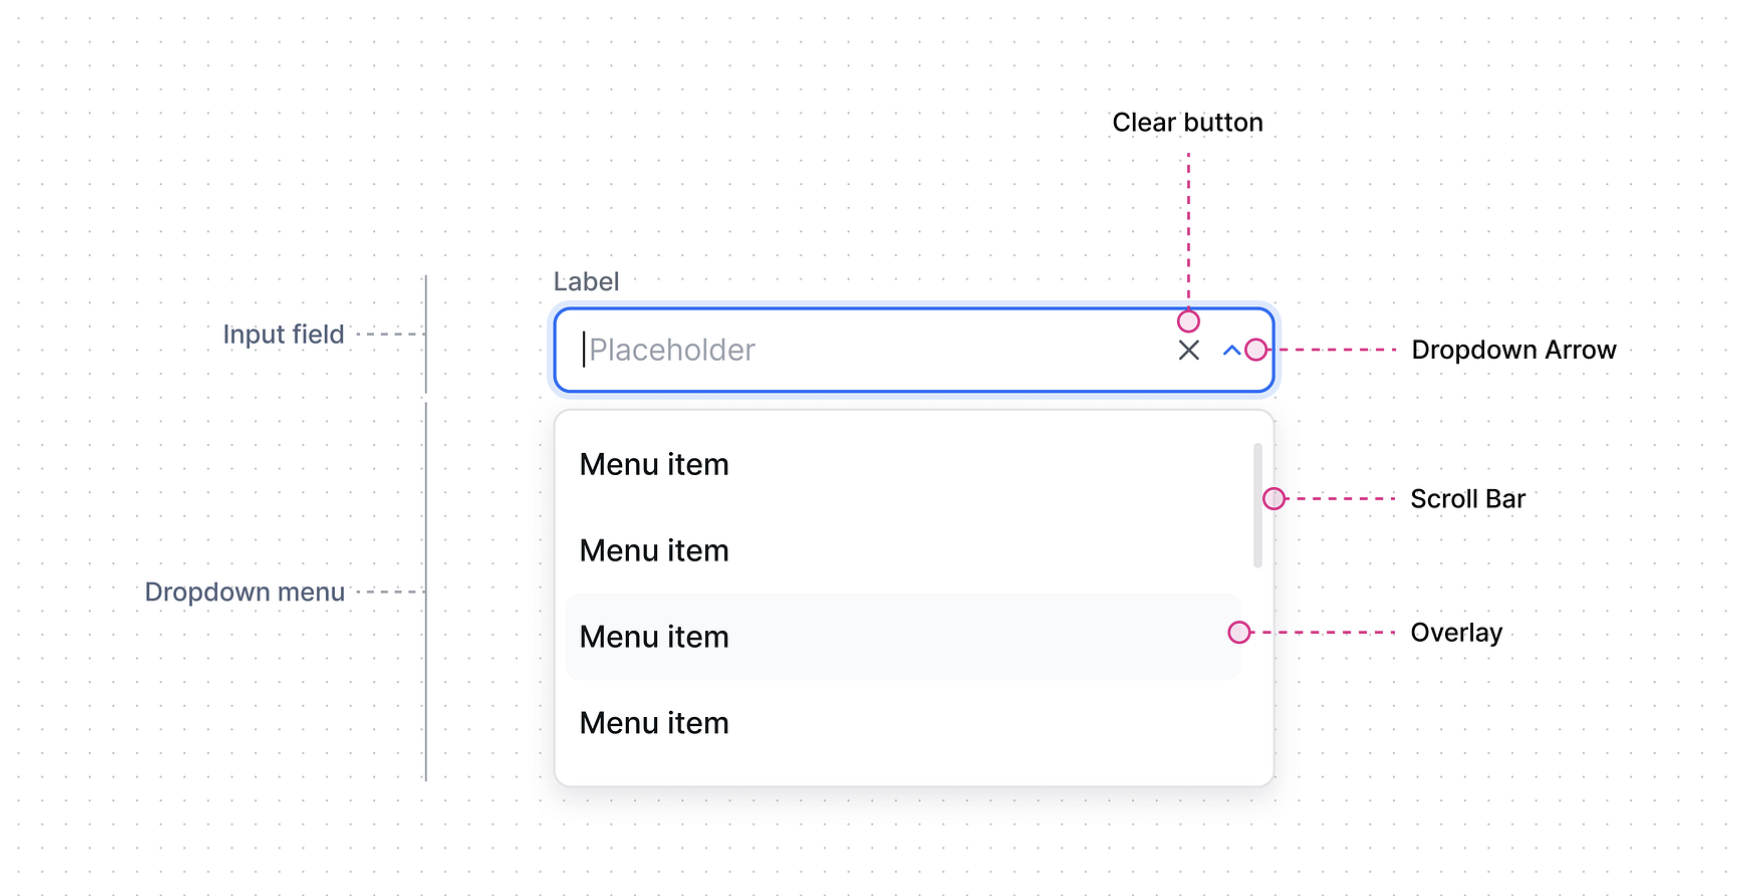 Clear button
Label
Input field
Placeholder
Dropdown Arrow
Menu item
Scroll Bar
Menu item
Dropdown menu
Menu item
Overlay
Menu item